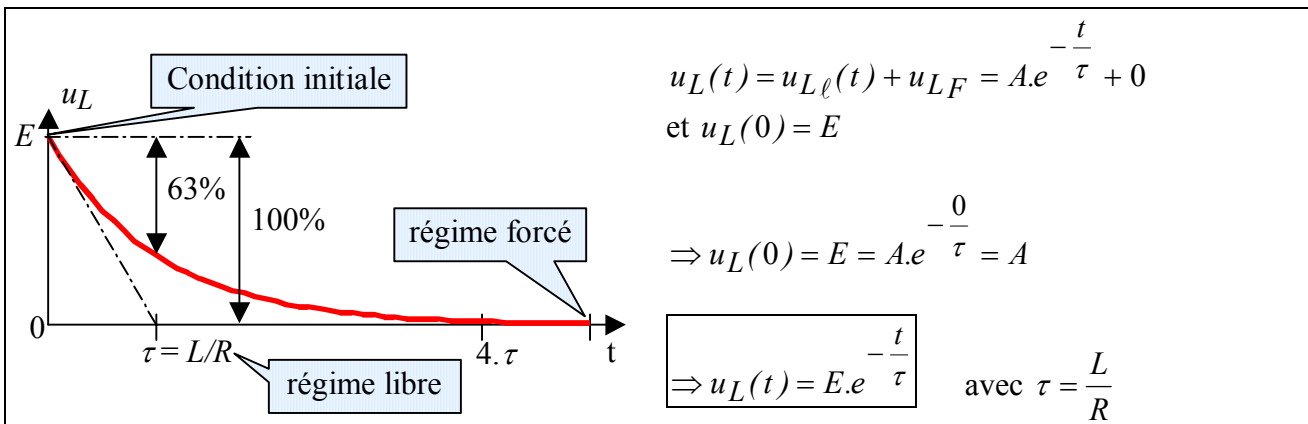 Condition initiale
u_L
E
63%
100%
régime forcé
0
τ = L/R
4.τ
t
régime libre
u_L(t) = u_Lℓ(t) + u_LF = A.e^(-t/τ) + 0
et u_L(0) = E
⇒ u_L(0) = E = A.e^(-0/τ) = A
⇒ u_L(t) = E.e^(-t/τ) avec τ = L/R